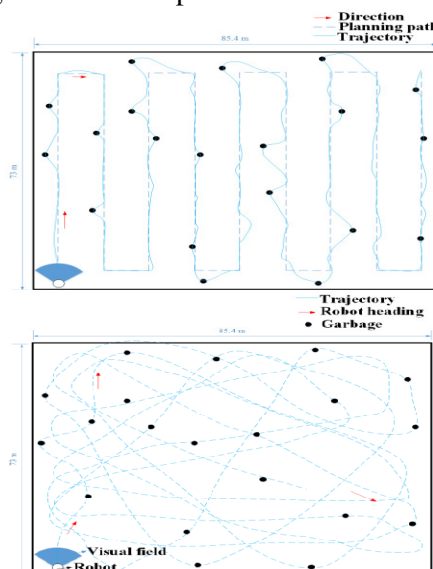 Direction
Planning path
Trajectory
85.4 m
73 m
Trajectory
Robot heading
Garbage
85.4 m
73 m
Visual field
Robot